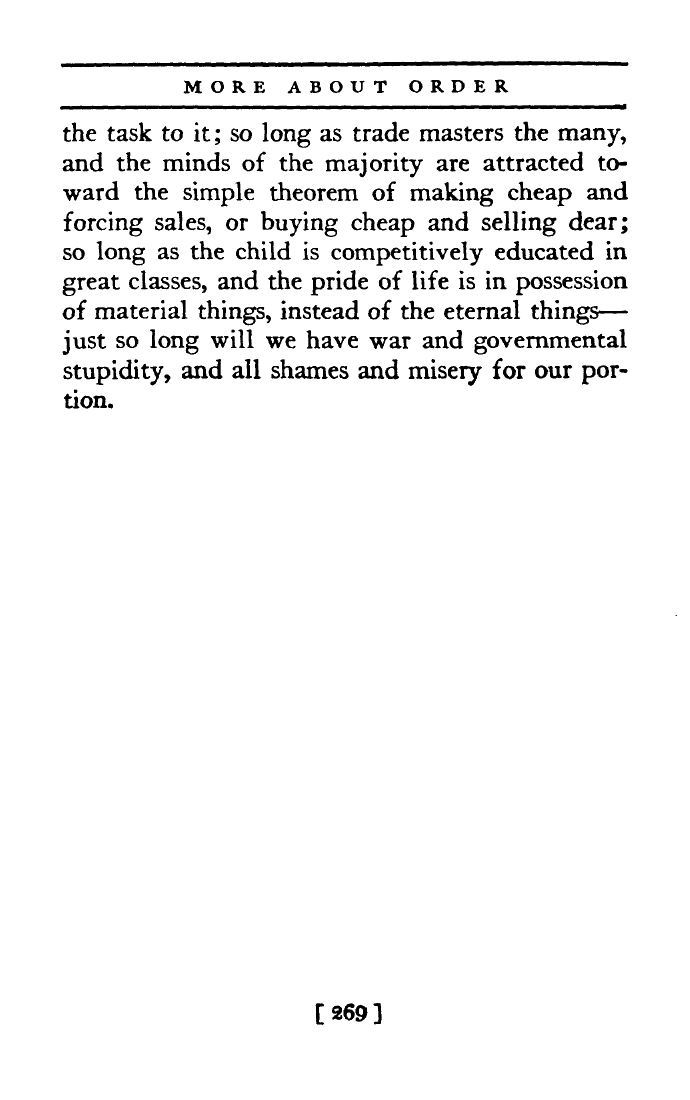 MORE ABOUT ORDER
the task to it; so long as trade masters the many,
and the minds of the majority are attracted to-
ward the simple theorem of making cheap and
forcing sales, or buying cheap and selling dear;
so long as the child is competitively educated in
great classes, and the pride of life is in possession
of material things, instead of the eternal things—
just so long will we have war and governmental
stupidity, and all shames and misery for our por-
tion.
[ 269 ]